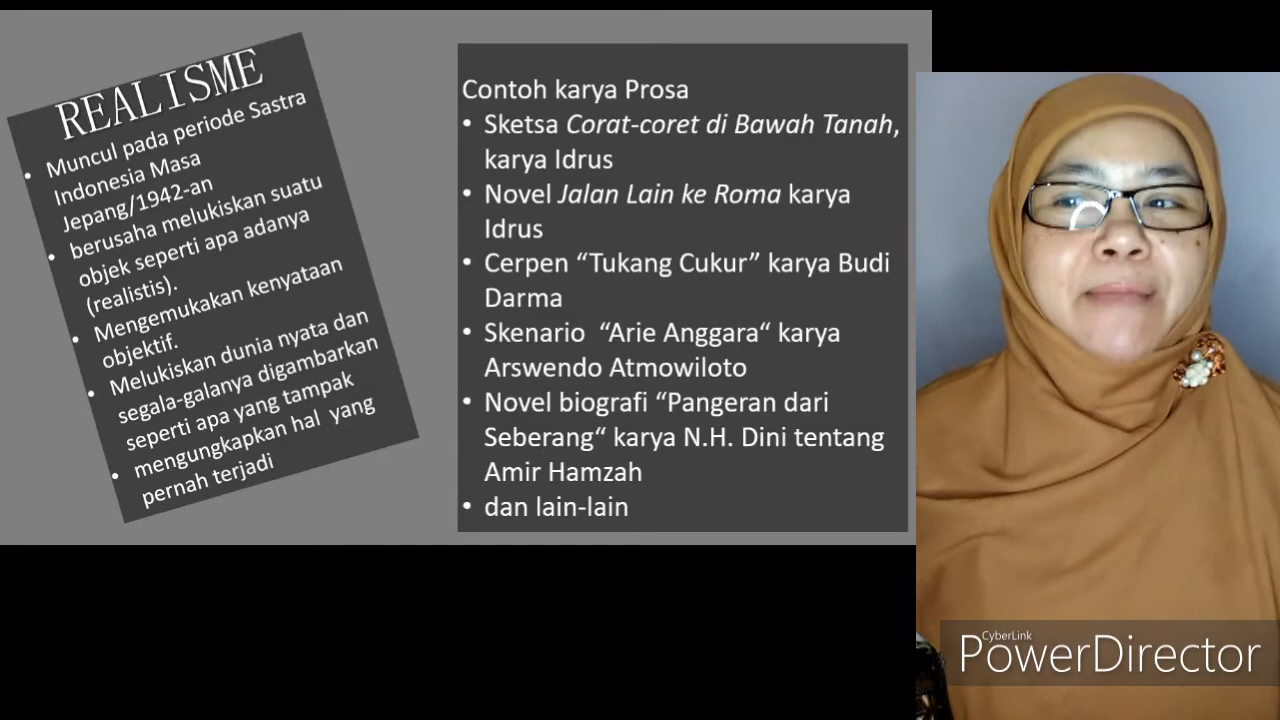 REALISME
• Muncul pada periode Sastra
Indonesia Masa
Jepang/1942-an
• berusaha melukiskan suatu
objek seperti apa adanya
(realistis).
• Mengemukakan kenyataan
objektif.
• Melukiskan dunia nyata dan
segala-galanya digambarkan
seperti apa yang tampak
• mengungkapkan hal yang
pernah terjadi
Contoh karya Prosa
• Sketsa Corat-coret di Bawah Tanah,
karya Idrus
• Novel Jalan Lain ke Roma karya
Idrus
• Cerpen “Tukang Cukur” karya Budi
Darma
• Skenario “Arie Anggara“ karya
Arswendo Atmowiloto
• Novel biografi “Pangeran dari
Seberang“ karya N.H. Dini tentang
Amir Hamzah
• dan lain-lain
CyberLink
PowerDirector